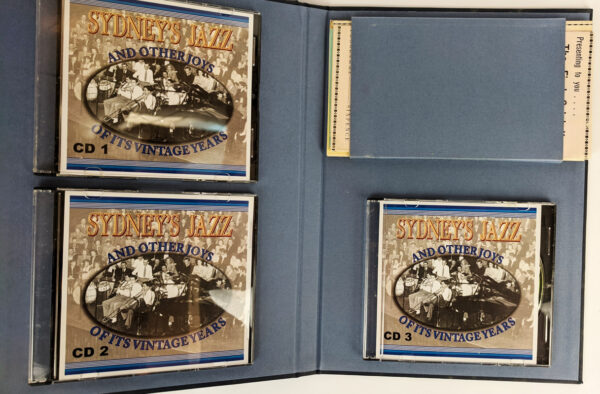 SYDNEY'S JAZZ
AND OTHER JOYS
OF ITS VINTAGE YEARS
CD 1
SYDNEY'S JAZZ
AND OTHER JOYS
OF ITS VINTAGE YEARS
CD 2
Presenting to you . . . .
SYDNEY'S JAZZ
AND OTHER JOYS
OF ITS VINTAGE YEARS
CD 3